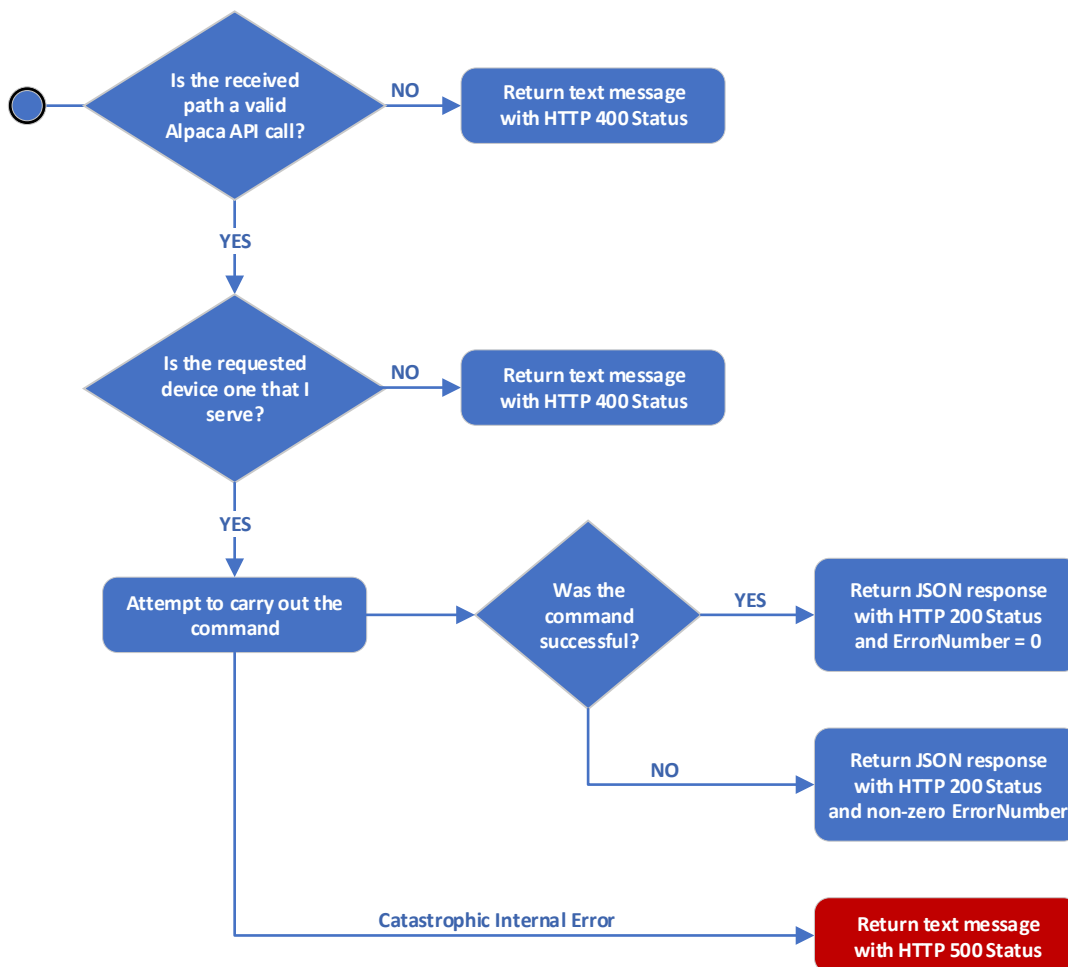 Is the received
path a valid
Alpaca API call?
NO
Return text message
with HTTP 400 Status
YES
Is the requested
device one that I
serve?
NO
Return text message
with HTTP 400 Status
YES
Attempt to carry out the
command
Was the
command
successful?
YES
Return JSON response
with HTTP 200 Status
and ErrorNumber = 0
NO
Return JSON response
with HTTP 200 Status
and non-zero ErrorNumber
Catastrophic Internal Error
Return text message
with HTTP 500 Status